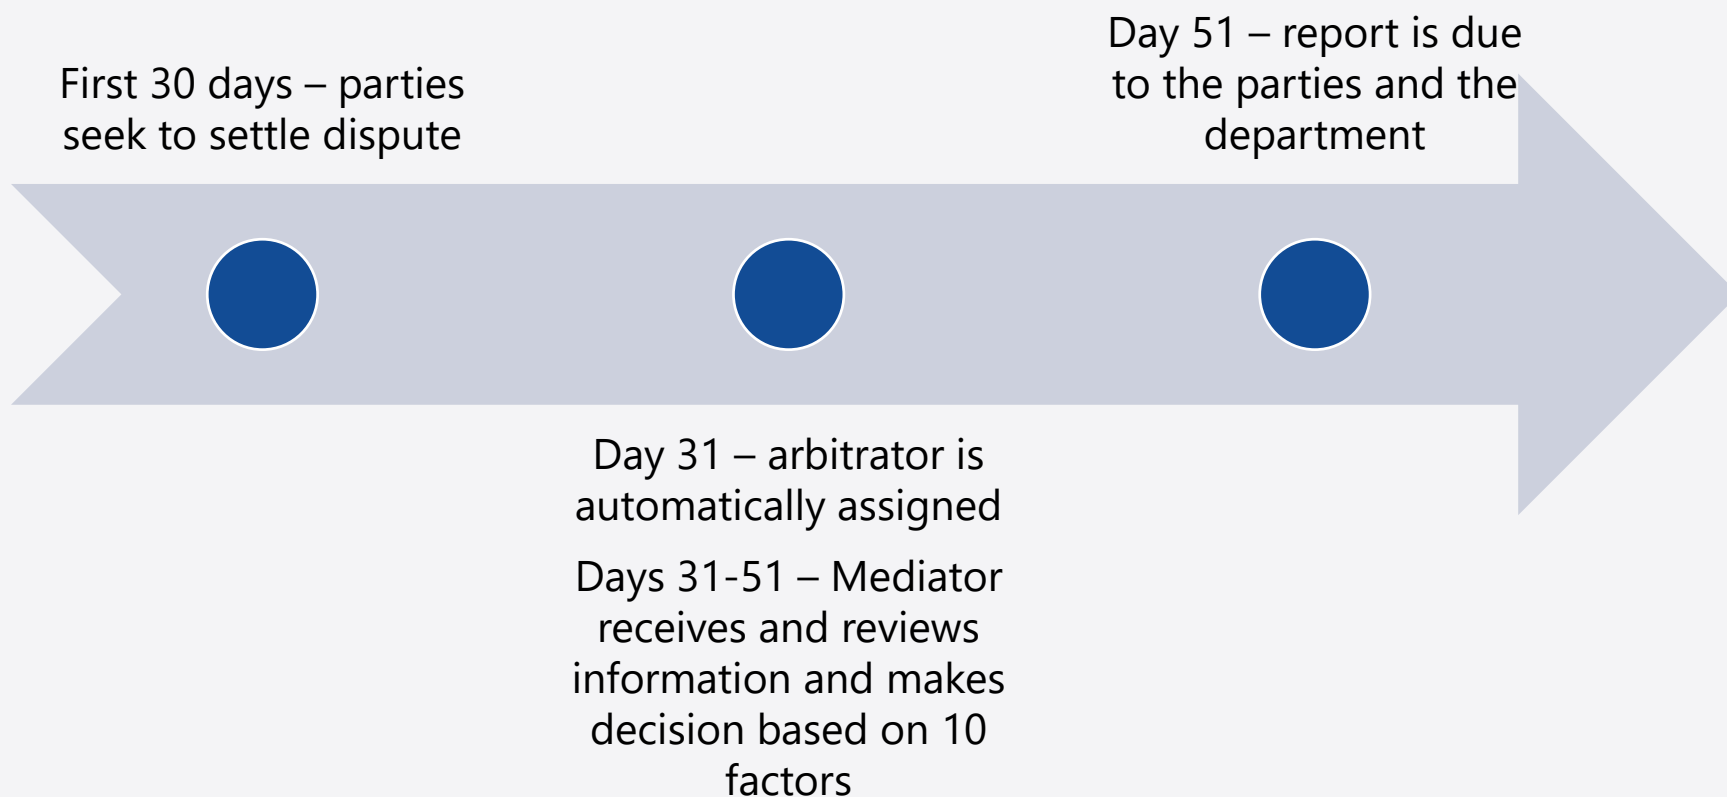 First 30 days – parties
seek to settle dispute
Day 31 – arbitrator is
automatically assigned
Days 31-51 – Mediator
receives and reviews
information and makes
decision based on 10
factors
Day 51 – report is due
to the parties and the
department